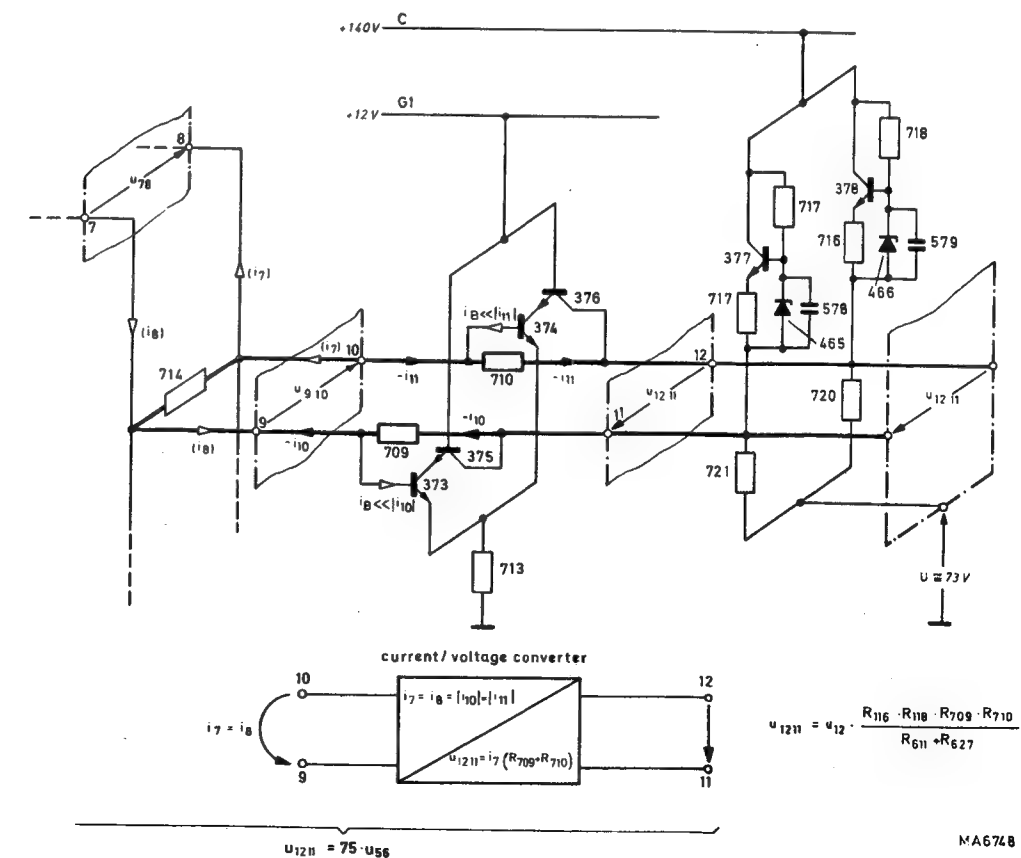 +140V C
+12V G1
718
8
u78
378
717
716
579
7
377
466
(i7)
376
iB<<|i11|
374
717
578
(i8)
465
(i7)
10
12
714
u9 10
-i11
710
-i11
u12 11
u12 11
720
9
11
(i8)
-i10
709
-i10
375
721
373
iB<<|i10|
713
U ≅ 73V
current/voltage converter
10
12
i7 = i8 = |i10|=|i11|
i7 = i8
u12 11 = i7 (R709+R710)
u12 11 = u12 · R116 · R118 · R709 · R710
R611 + R627
9
11
u12 11 = 75 · u56
MA6748